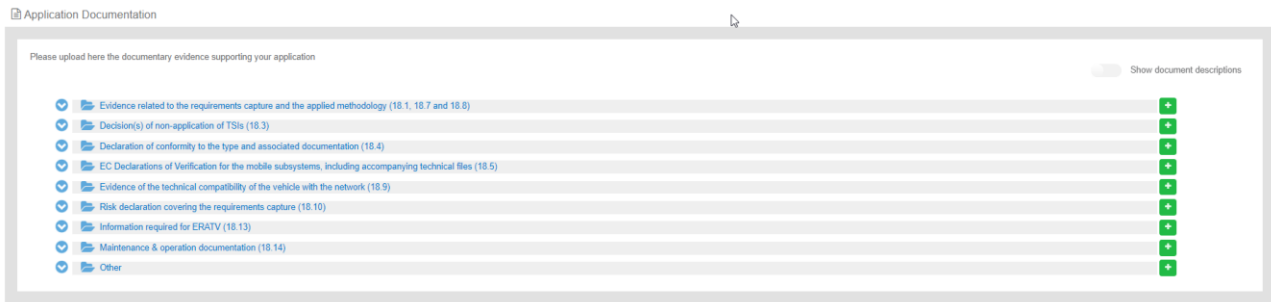 Application Documentation
Please upload here the documentary evidence supporting your application
Show document descriptions
Evidence related to the requirements capture and the applied methodology (18.1, 18.7 and 18.8)
Decision(s) of non-application of TSIs (18.3)
Declaration of conformity to the type and associated documentation (18.4)
EC Declarations of Verification for the mobile subsystems, including accompanying technical files (18.5)
Evidence of the technical compatibility of the vehicle with the network (18.9)
Risk declaration covering the requirements capture (18.10)
Information required for ERATV (18.13)
Maintenance & operation documentation (18.14)
Other